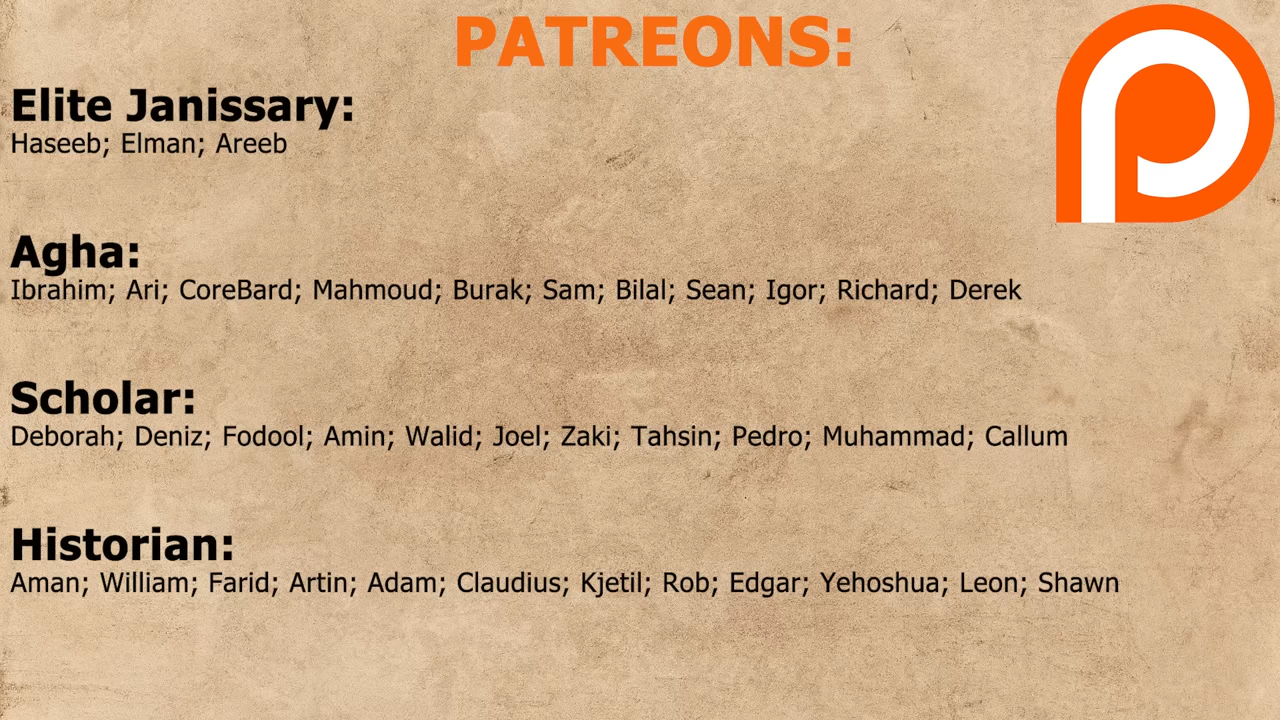 PATREONS:
Elite Janissary:
Haseeb; Elman; Areeb
Agha:
Ibrahim; Ari; CoreBard; Mahmoud; Burak; Sam; Bilal; Sean; Igor; Richard; Derek
Scholar:
Deborah; Deniz; Fodool; Amin; Walid; Joel; Zaki; Tahsin; Pedro; Muhammad; Callum
Historian:
Aman; William; Farid; Artin; Adam; Claudius; Kjetil; Rob; Edgar; Yehoshua; Leon; Shawn